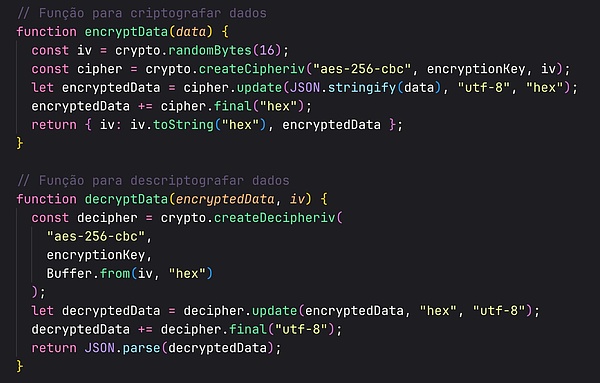 // Função para criptografar dados
function encryptData(data) {
  const iv = crypto.randomBytes(16);
  const cipher = crypto.createCipheriv("aes-256-cbc", encryptionKey, iv);
  let encryptedData = cipher.update(JSON.stringify(data), "utf-8", "hex");
  encryptedData += cipher.final("hex");
  return { iv: iv.toString("hex"), encryptedData };
}

// Função para descriptografar dados
function decryptData(encryptedData, iv) {
  const decipher = crypto.createDecipheriv(
    "aes-256-cbc",
    encryptionKey,
    Buffer.from(iv, "hex")
  );
  let decryptedData = decipher.update(encryptedData, "hex", "utf-8");
  decryptedData += decipher.final("utf-8");
  return JSON.parse(decryptedData);
}